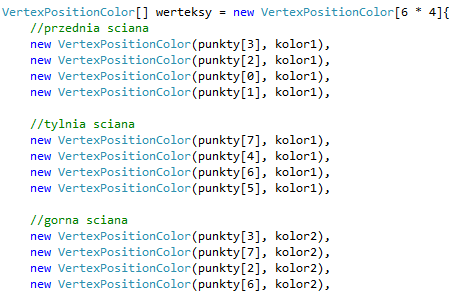 VertexPositionColor[] werteksy = new VertexPositionColor[6 * 4]{
//przednia sciana
new VertexPositionColor(punkty[3], kolor1),
new VertexPositionColor(punkty[2], kolor1),
new VertexPositionColor(punkty[0], kolor1),
new VertexPositionColor(punkty[1], kolor1),
//tylnia sciana
new VertexPositionColor(punkty[7], kolor1),
new VertexPositionColor(punkty[4], kolor1),
new VertexPositionColor(punkty[6], kolor1),
new VertexPositionColor(punkty[5], kolor1),
//gorna sciana
new VertexPositionColor(punkty[3], kolor2),
new VertexPositionColor(punkty[7], kolor2),
new VertexPositionColor(punkty[2], kolor2),
new VertexPositionColor(punkty[6], kolor2),